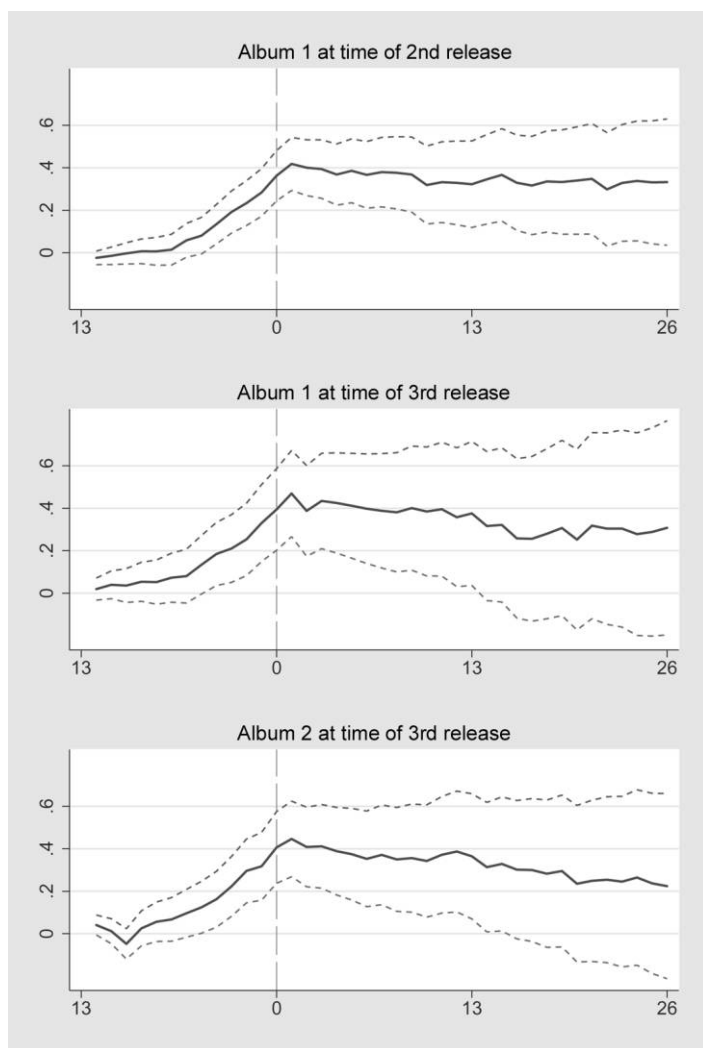 Album 1 at time of 2nd release
.6
.4
.2
0
13 0 13 26
Album 1 at time of 3rd release
.6
.4
.2
0
13 0 13 26
Album 2 at time of 3rd release
.6
.4
.2
0
13 0 13 26